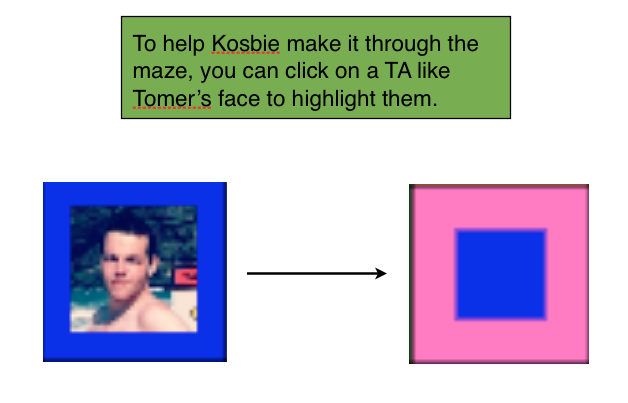 To help Kosbie make it through the
maze, you can click on a TA like
Tomer’s face to highlight them.